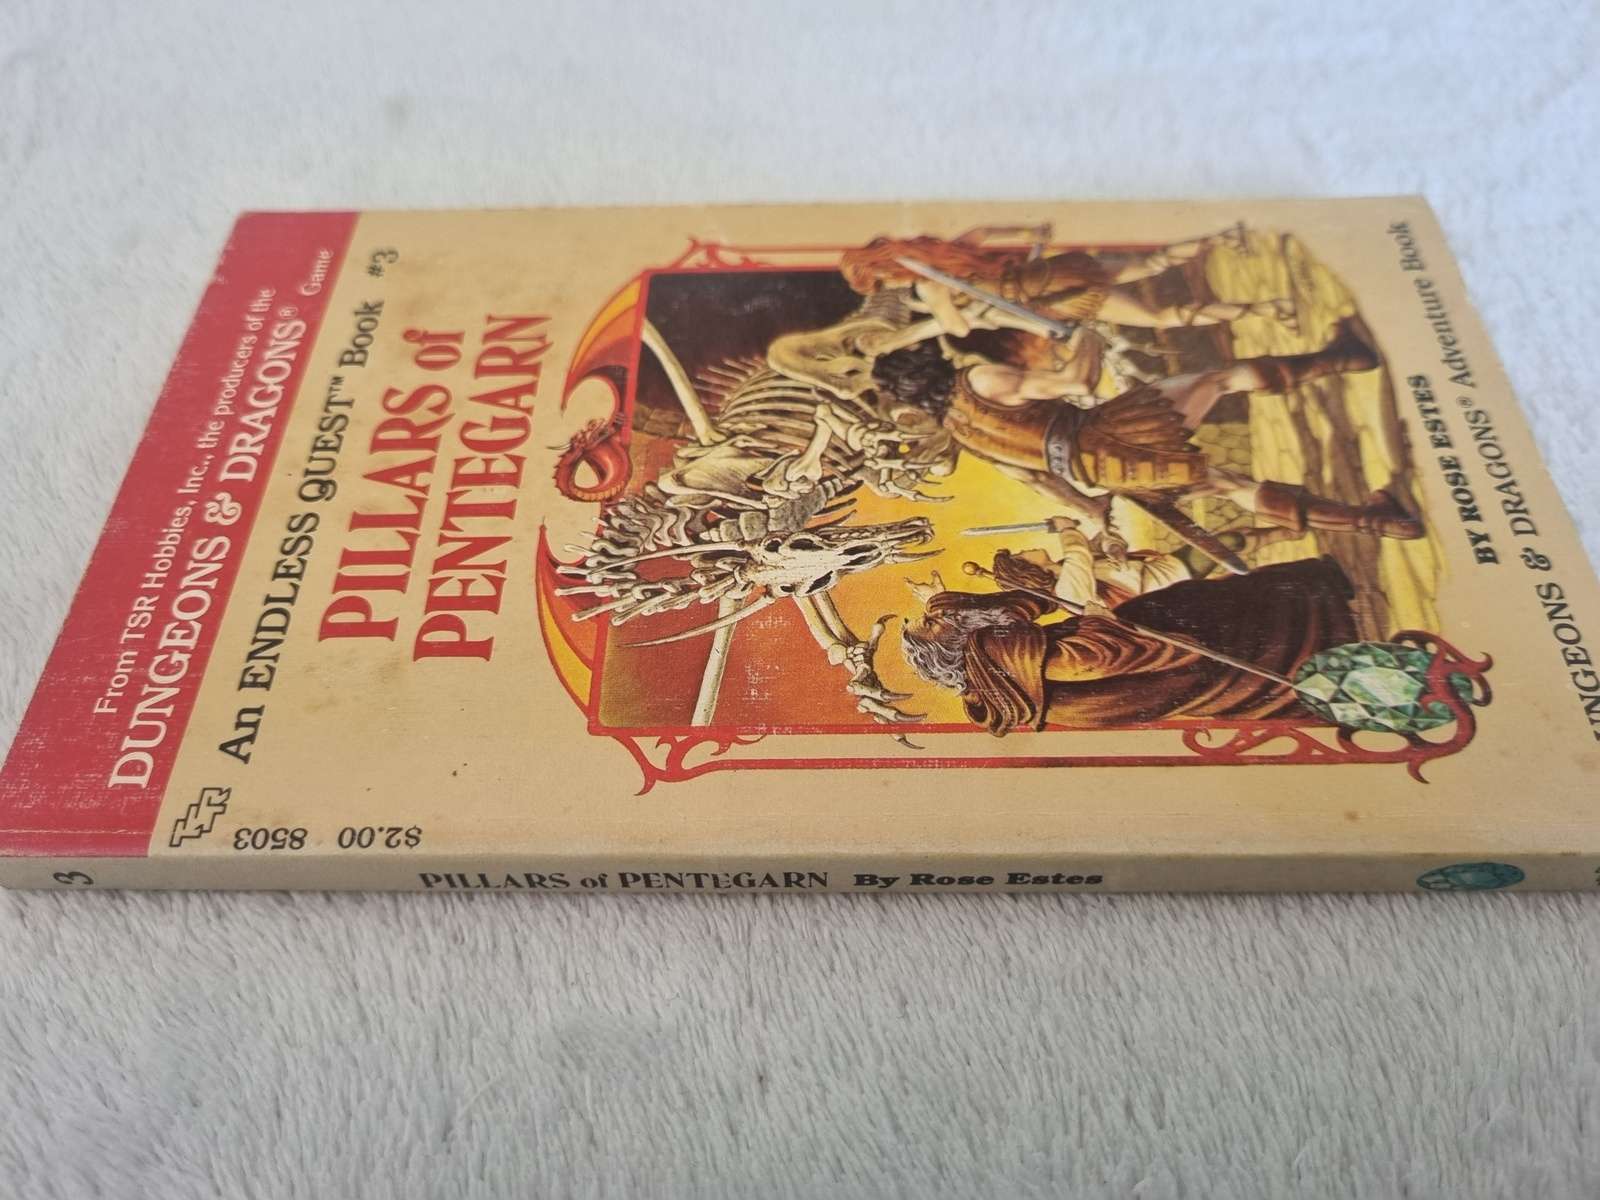 From TSR Hobbies, Inc., the producers of the
DUNGEONS & DRAGONS® Game
TSR
An ENDLESS QUEST™ Book #3
PILLARS of
PENTEGARN
8503 $2.00
BY ROSE ESTES
DUNGEONS & DRAGONS® Adventure Book
3 PILLARS of PENTEGARN By Rose Estes